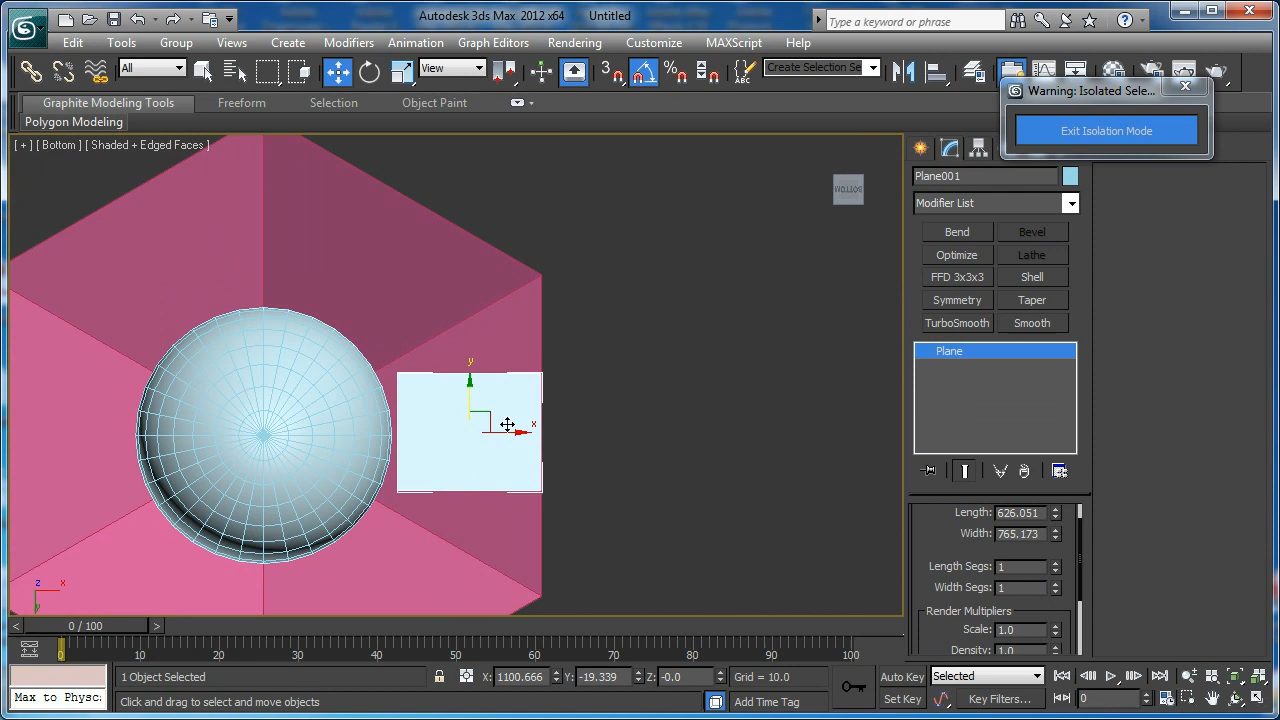 Autodesk 3ds Max 2012 x64 Untitled
Type a keyword or phrase
Edit Tools Group Views Create Modifiers Animation Graph Editors Rendering Customize MAXScript Help
All View 3 Create Selection Se
Graphite Modeling Tools Freeform Selection Object Paint
Warning: Isolated Sele...
Polygon Modeling
Exit Isolation Mode
[ + ] [ Bottom ] [ Shaded + Edged Faces ]
BOTTOM
Plane001
Modifier List
Bend Bevel
Optimize Lathe
FFD 3x3x3 Shell
Symmetry Taper
TurboSmooth Smooth
Plane
y
x
Length: 626.051
Width: 765.173
Length Segs: 1
Width Segs: 1
Render Multipliers
Scale: 1.0
Density: 1.0
z x
y
< 0 / 100 >
0 10 20 30 40 50 60 70 80 90 100
1 Object Selected X: 1100.666 Y: -19.339 Z: -0.0 Grid = 10.0 Auto Key Selected
Max to Physca Click and drag to select and move objects Add Time Tag Set Key Key Filters... 0